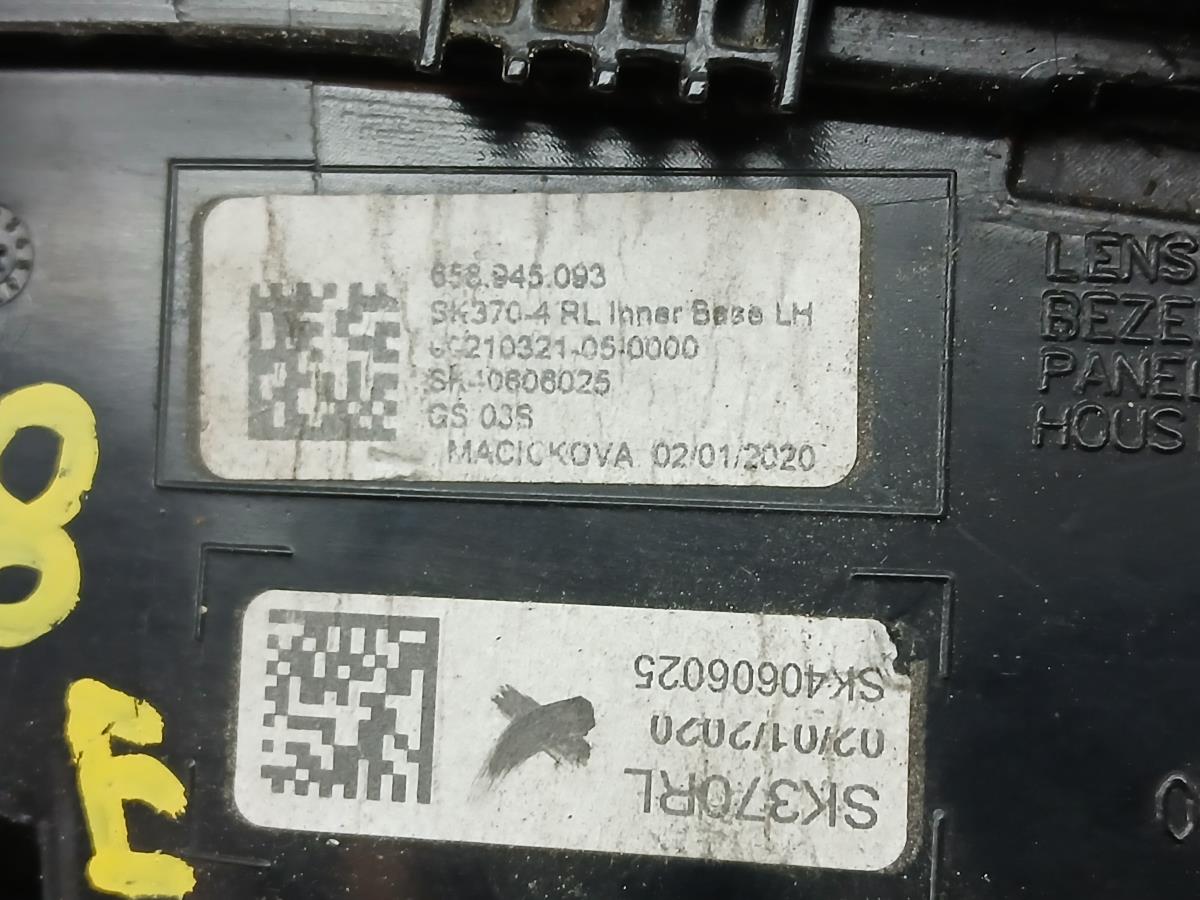 658.945.093
SK370-4 RL Inner Base LH
210321-05-0000
SK40606025
GS 03S
MACICKOVA 02/01/2020
LENS
BEZE
PANEL
HOUS
SK40606025
02/01/2020
SK370RL
8
E